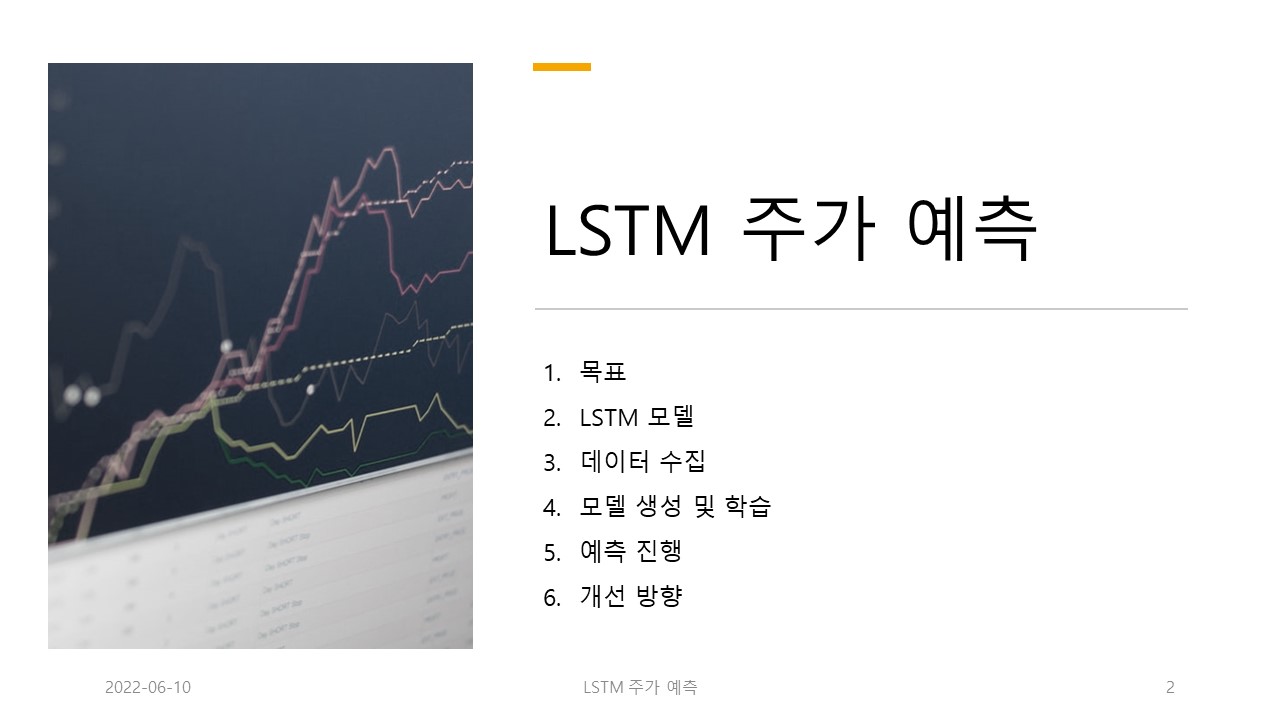 LSTM 주가 예측
1. 목표
2. LSTM 모델
3. 데이터 수집
4. 모델 생성 및 학습
5. 예측 진행
6. 개선 방향
2022-06-10
LSTM 주가 예측
2